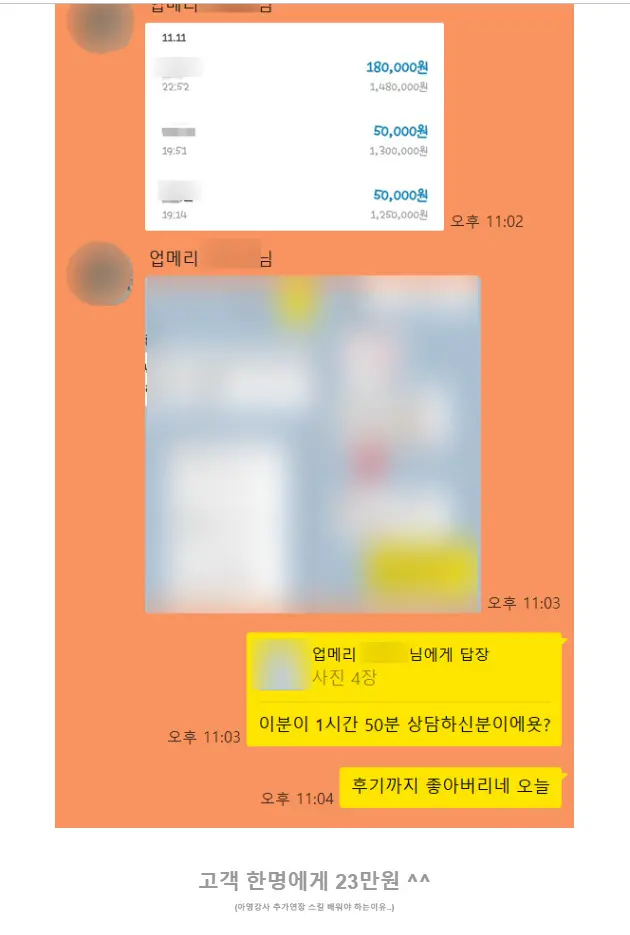 업메리 님
11.11
180,000원
22:52
1,480,000원
50,000원
19:51
1,300,000원
50,000원
19:14
1,250,000원
오후 11:02
업메리 님
오후 11:03
업메리 님에게 답장
사진 4장
이분이 1시간 50분 상담하신분이에욧?
오후 11:03
후기까지 좋아버리네 오늘
오후 11:04
고객 한명에게 23만원 ^^
(아영강사 추가연장 스킬 배워야 하는이유..)